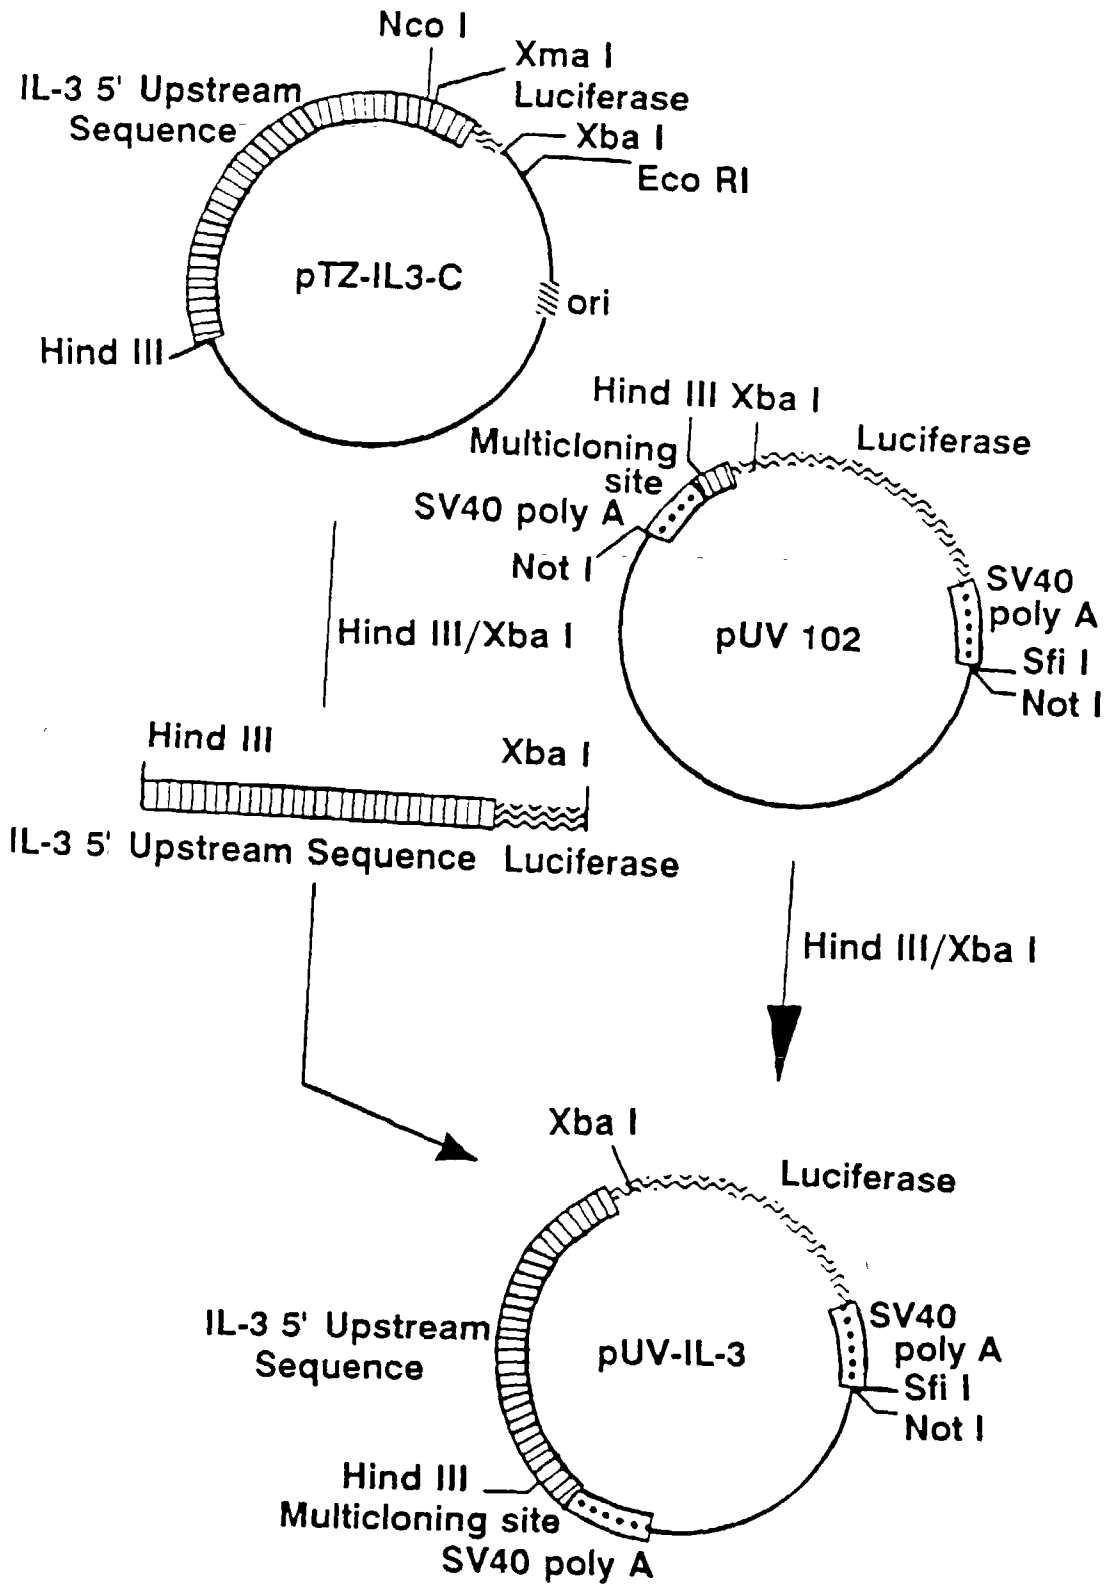 Nco I
Xma I
IL-3 5' Upstream
Sequence
Luciferase
Xba I
Eco RI
pTZ-IL3-C
ori
Hind III
Hind III Xba I
Multicloning
site
Luciferase
SV40 poly A
Not I
SV40
poly A
pUV 102
Sfi I
Not I
Hind III/Xba I
Hind III
Xba I
IL-3 5' Upstream Sequence Luciferase
Hind III/Xba I
Xba I
Luciferase
IL-3 5' Upstream
Sequence
pUV-IL-3
SV40
poly A
Sfi I
Not I
Hind III
Multicloning site
SV40 poly A